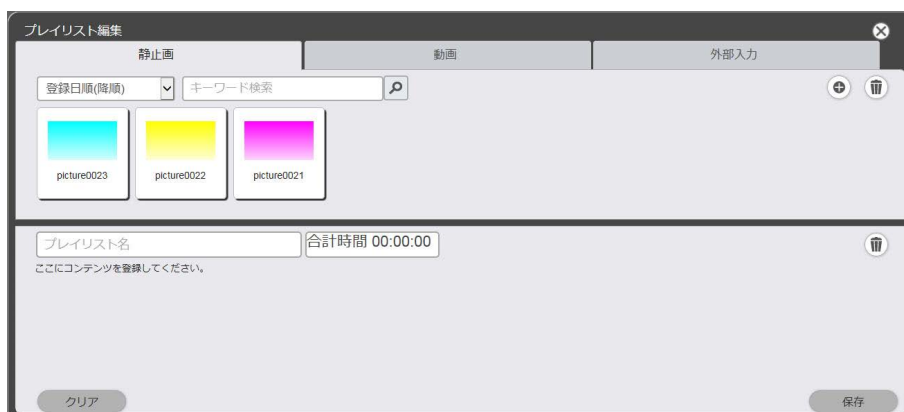 プレイリスト編集
静止画 動画 外部入力
登録日順(降順) キーワード検索
picture0023 picture0022 picture0021
プレイリスト名 合計時間 00:00:00
ここにコンテンツを登録してください。
クリア 保存